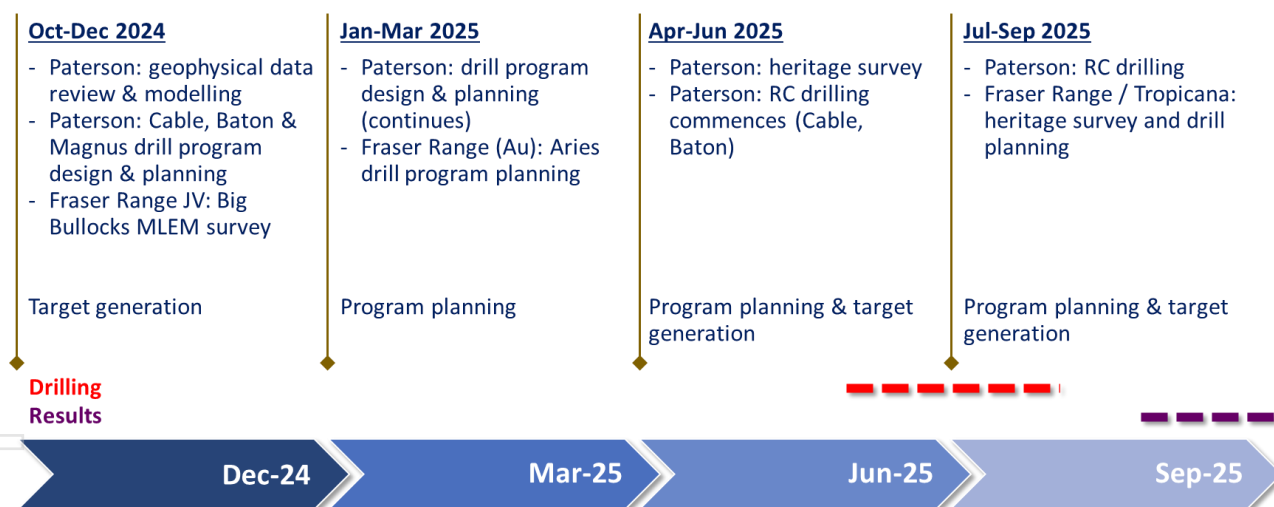 Oct-Dec 2024
- Paterson: geophysical data
review & modelling
- Paterson: Cable, Baton &
Magnus drill program
design & planning
- Fraser Range JV: Big
Bullocks MLEM survey
Target generation
Jan-Mar 2025
- Paterson: drill program
design & planning
(continues)
- Fraser Range (Au): Aries
drill program planning
Program planning
Apr-Jun 2025
- Paterson: heritage survey
- Paterson: RC drilling
commences (Cable,
Baton)
Program planning & target
generation
Jul-Sep 2025
- Paterson: RC drilling
- Fraser Range / Tropicana:
heritage survey and drill
planning
Program planning & target
generation
Drilling
Results
Dec-24
Mar-25
Jun-25
Sep-25